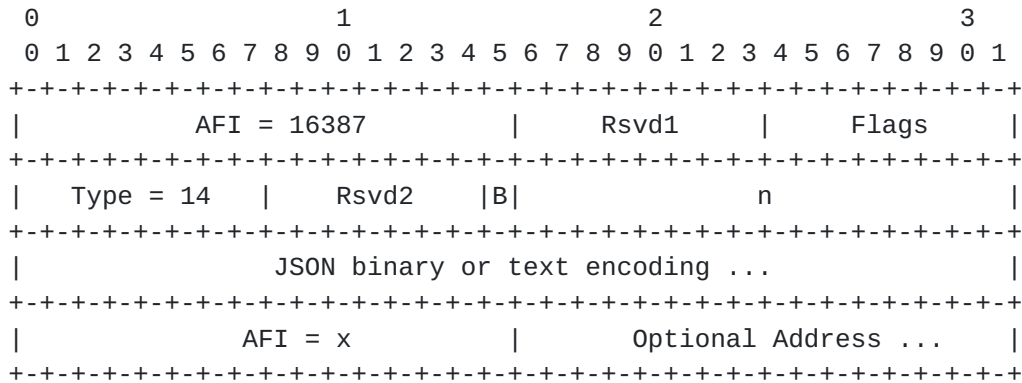 0                   1                   2                   3
 0 1 2 3 4 5 6 7 8 9 0 1 2 3 4 5 6 7 8 9 0 1 2 3 4 5 6 7 8 9 0 1
+-+-+-+-+-+-+-+-+-+-+-+-+-+-+-+-+-+-+-+-+-+-+-+-+-+-+-+-+-+-+-+-+
|           AFI = 16387         |     Rsvd1     |     Flags     |
+-+-+-+-+-+-+-+-+-+-+-+-+-+-+-+-+-+-+-+-+-+-+-+-+-+-+-+-+-+-+-+-+
|   Type = 14   |    Rsvd2    |B|               n               |
+-+-+-+-+-+-+-+-+-+-+-+-+-+-+-+-+-+-+-+-+-+-+-+-+-+-+-+-+-+-+-+-+
|                JSON binary or text encoding ...               |
+-+-+-+-+-+-+-+-+-+-+-+-+-+-+-+-+-+-+-+-+-+-+-+-+-+-+-+-+-+-+-+-+
|              AFI = x          |       Optional Address ...    |
+-+-+-+-+-+-+-+-+-+-+-+-+-+-+-+-+-+-+-+-+-+-+-+-+-+-+-+-+-+-+-+-+